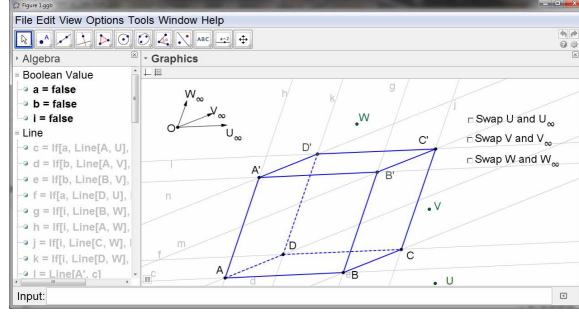 Figure 1.ggb
File Edit View Options Tools Window Help
ABC a=2
Algebra
Graphics
Boolean Value
a = false
b = false
i = false
Line
c = If[a, Line[A, U],
d = If[b, Line[A, V],
e = If[b, Line[B, V],
f = If[a, Line[D, U],
g = If[i, Line[B, W],
h = If[i, Line[A, W],
j = If[i, Line[C, W],
k = If[i, Line[D, W],
l = Line[A', c]
W∞
V∞
O
U∞
h
k
g
j
W
l
D'
C'
A'
B'
n
V
m
D
C
f
A
B
c
d
e
U
Swap U and U∞
Swap V and V∞
Swap W and W∞
Input: